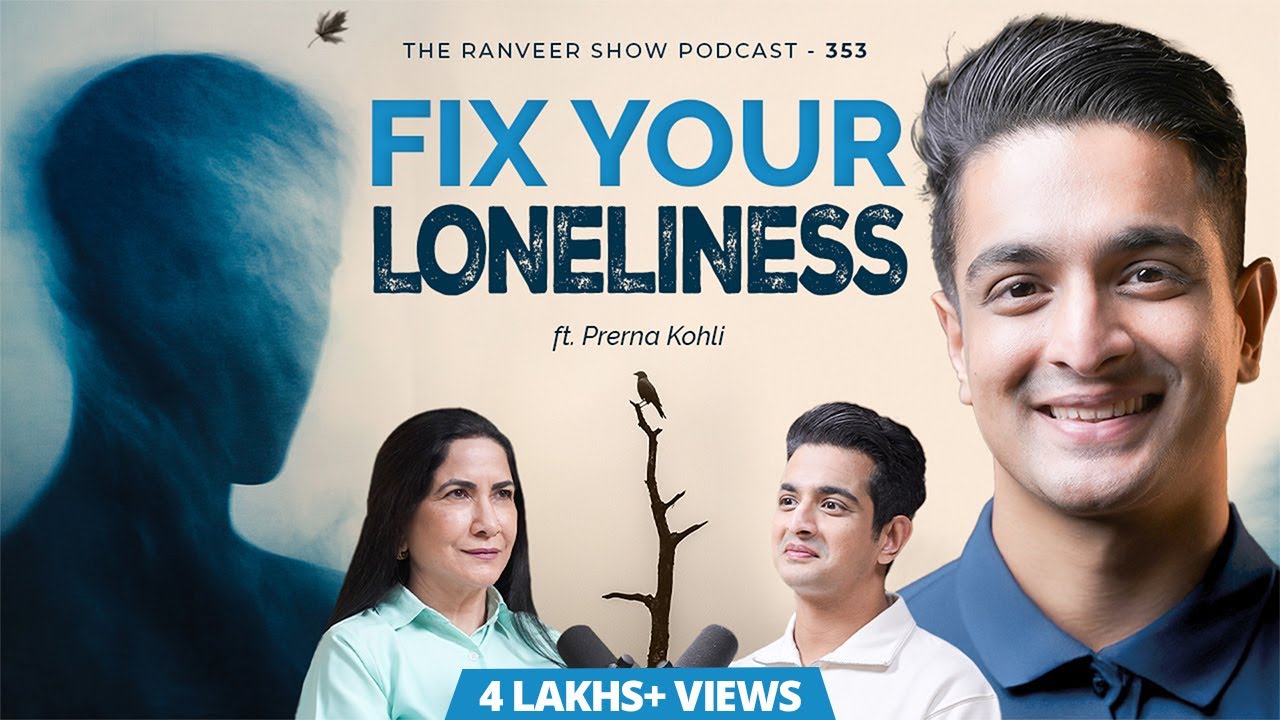 THE RANVEER SHOW PODCAST - 353
FIX YOUR
LONELINESS
ft. Prerna Kohli
4 LAKHS+ VIEWS